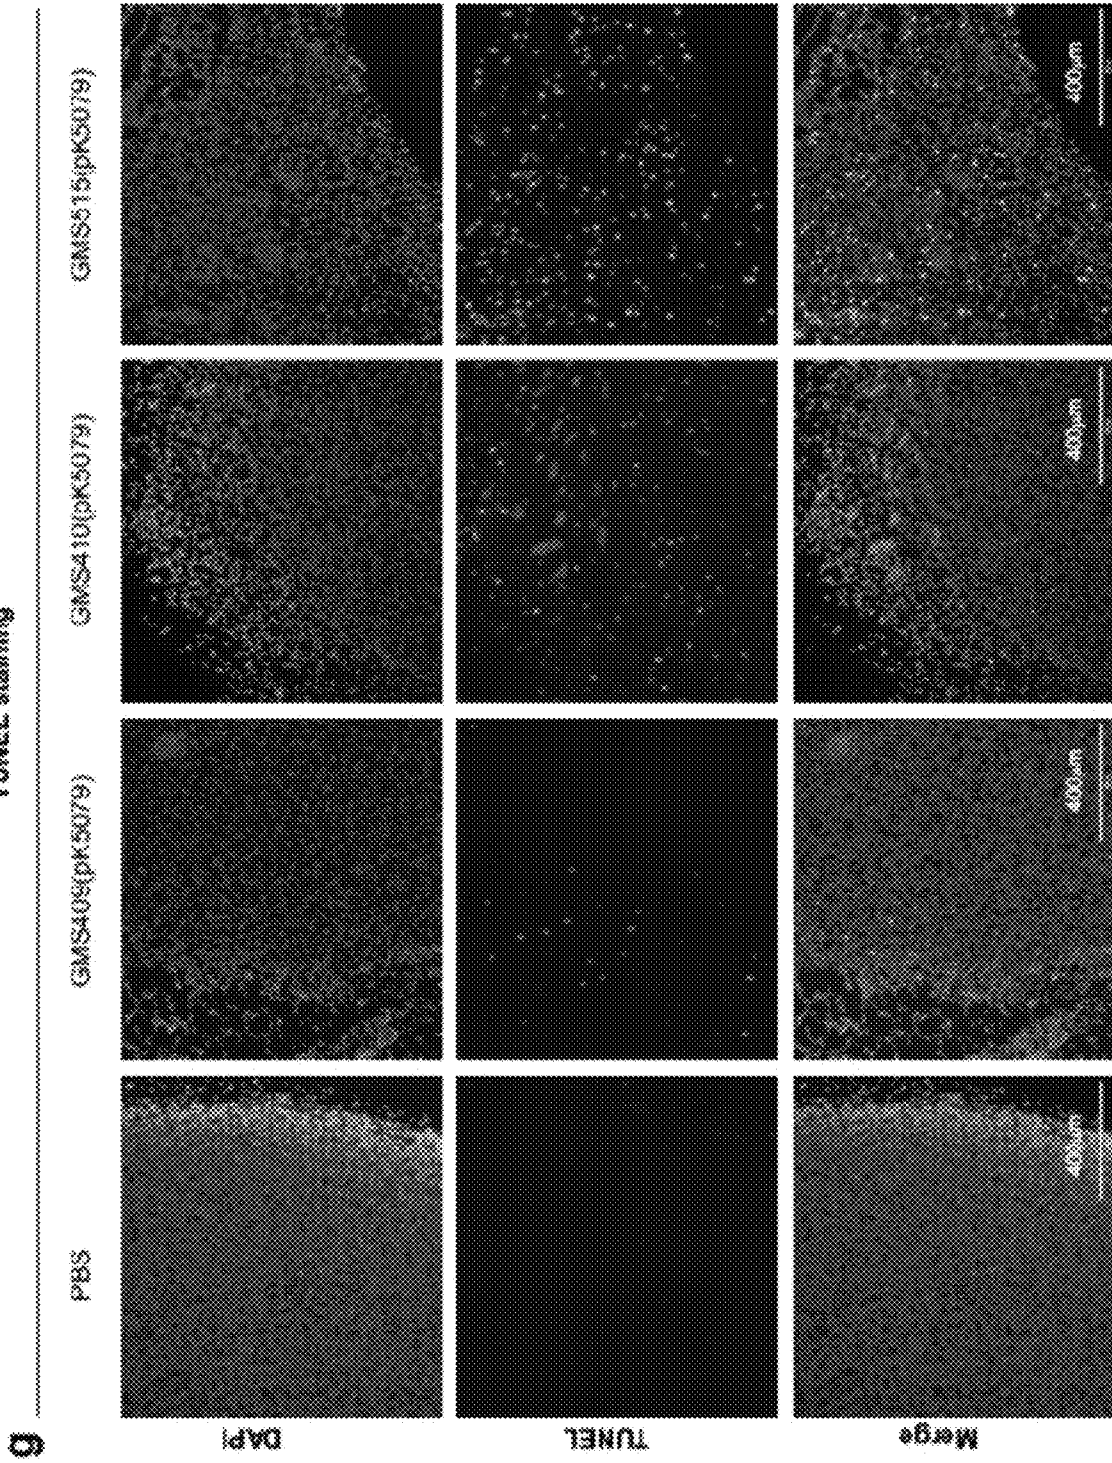 g
TUNEL staining
PBS
GMS409(pK5079)
GMS410(pK5079)
GMS515(pK5079)
DAPI
TUNEL
Merge
400μm
400μm
400μm
400μm